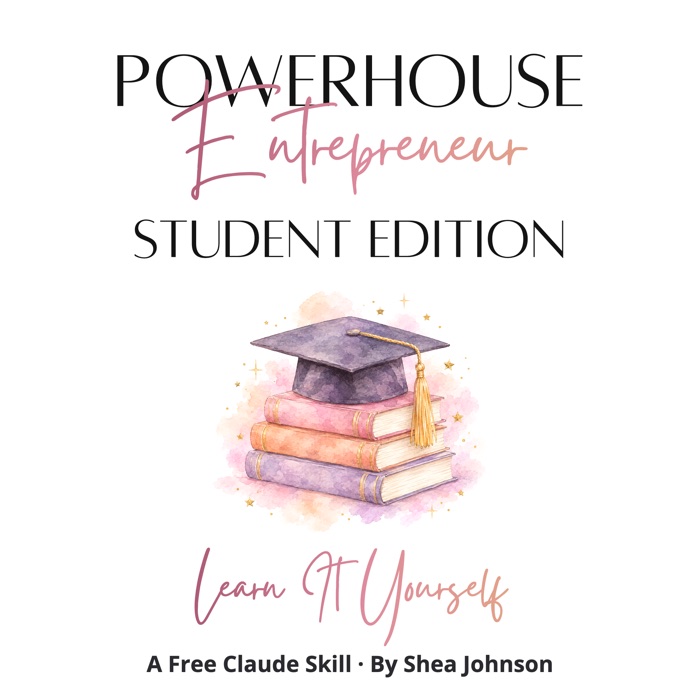 POWERHOUSE
Entrepreneur
STUDENT EDITION
Learn It Yourself
A Free Claude Skill · By Shea Johnson